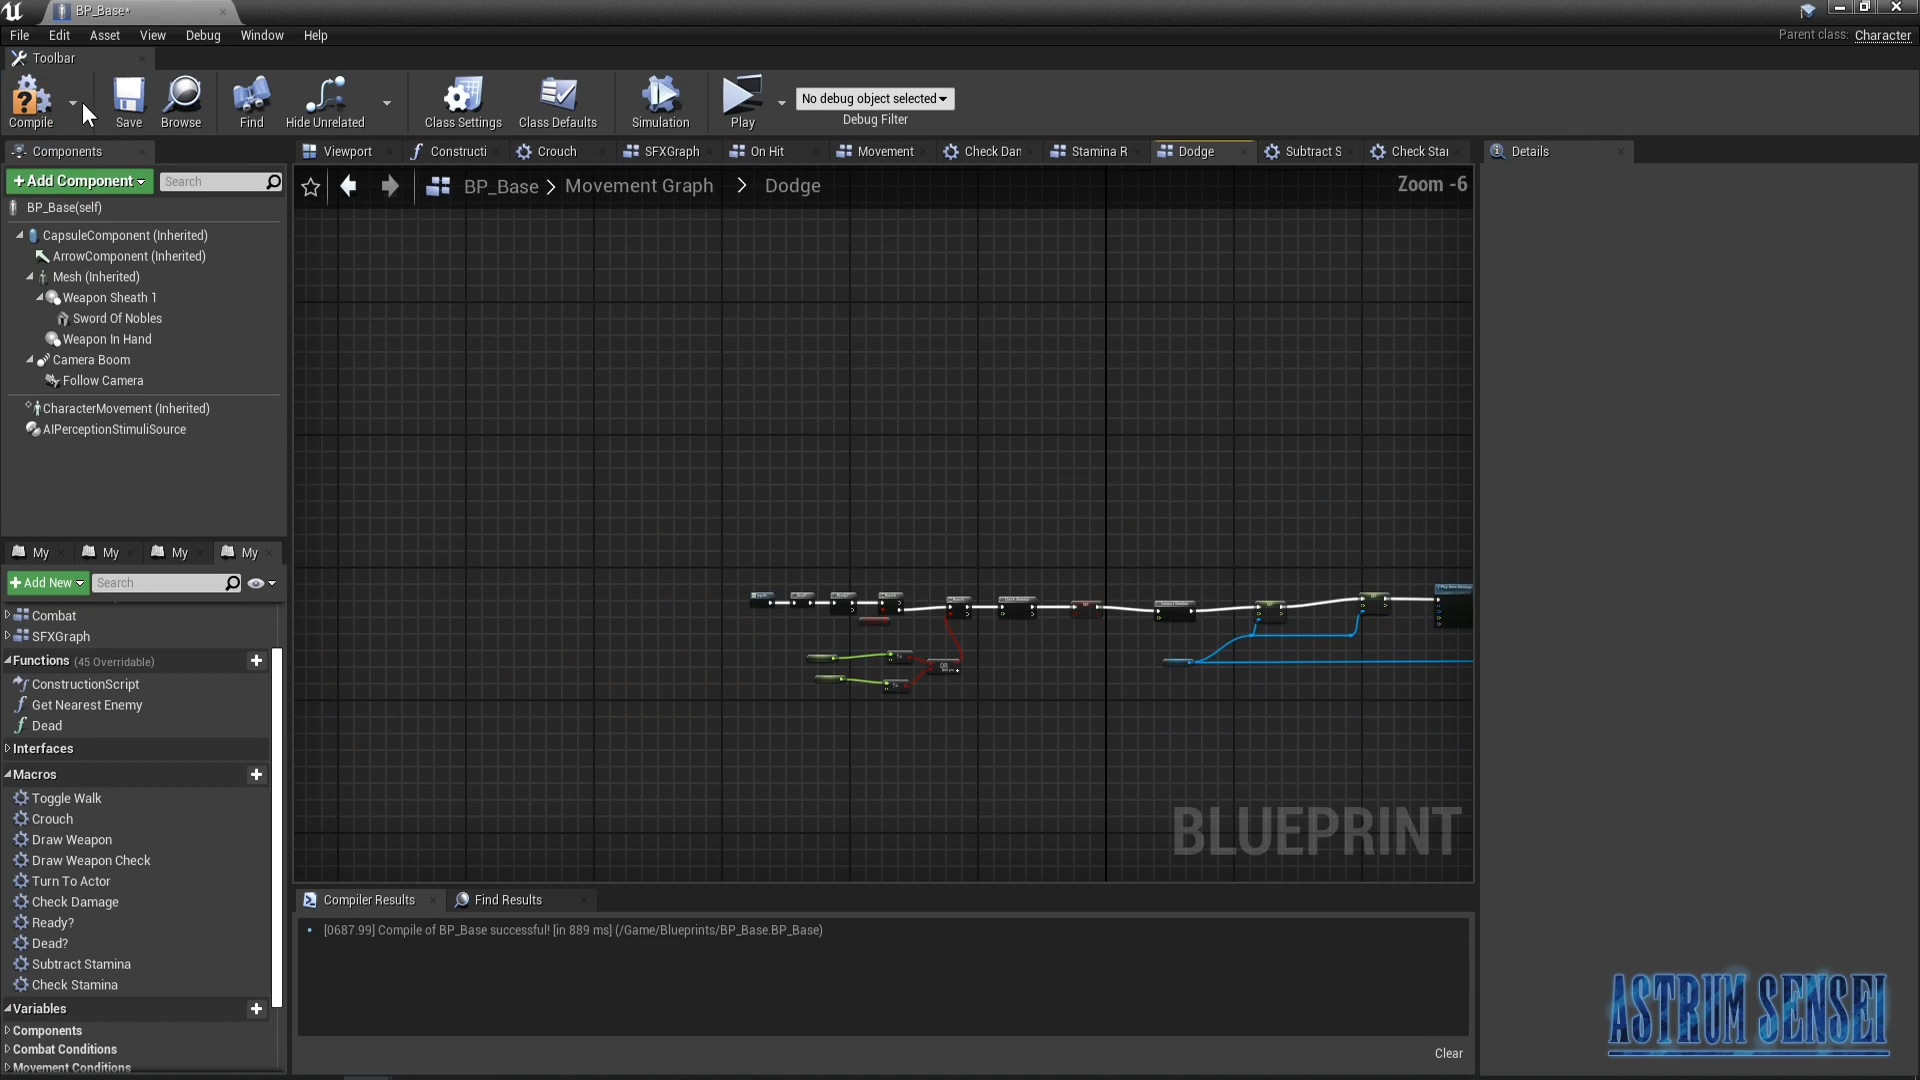 BP_Base*
File Edit Asset View Debug Window Help
Parent class: Character
Toolbar
Compile Save Browse Find Hide Unrelated Class Settings Class Defaults Simulation Play
No debug object selected
Debug Filter
Components
Viewport Constructi Crouch SFXGraph On Hit Movement Check Dar Stamina R Dodge Subtract S Check Star
Details
+Add Component Search
BP_Base > Movement Graph > Dodge
Zoom -6
BP_Base(self)
CapsuleComponent (Inherited)
ArrowComponent (Inherited)
Mesh (Inherited)
Weapon Sheath 1
Sword Of Nobles
Weapon In Hand
Camera Boom
Follow Camera
CharacterMovement (Inherited)
AIPerceptionStimuliSource
My My My My
+Add New Search
Combat
SFXGraph
Functions (45 Overridable)
ConstructionScript
Get Nearest Enemy
Dead
Interfaces
Macros
Toggle Walk
Crouch
Draw Weapon
Draw Weapon Check
Turn To Actor
Check Damage
Ready?
Dead?
Subtract Stamina
Check Stamina
Variables
Components
Combat Conditions
Movement Conditions
OR
BLUEPRINT
Compiler Results Find Results
[0687.99] Compile of BP_Base successful! [in 889 ms] (/Game/Blueprints/BP_Base.BP_Base)
Clear
ASTRUM SENSEI